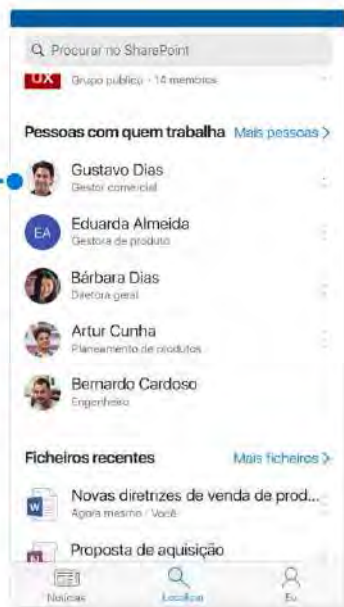 Procurar no SharePoint
UX
Grupo público · 14 membros
Pessoas com quem trabalha Mais pessoas >
Gustavo Dias
Gestor comercial
EA
Eduarda Almeida
Gestora de produto
Bárbara Dias
Diretora geral
Artur Cunha
Planeamento de produtos
Bernardo Cardoso
Engenheiro
Ficheiros recentes Mais ficheiros >
W
Novas diretrizes de venda de prod...
Agora mesmo · Você
N
Proposta de aquisição
Notícias Localizar Eu